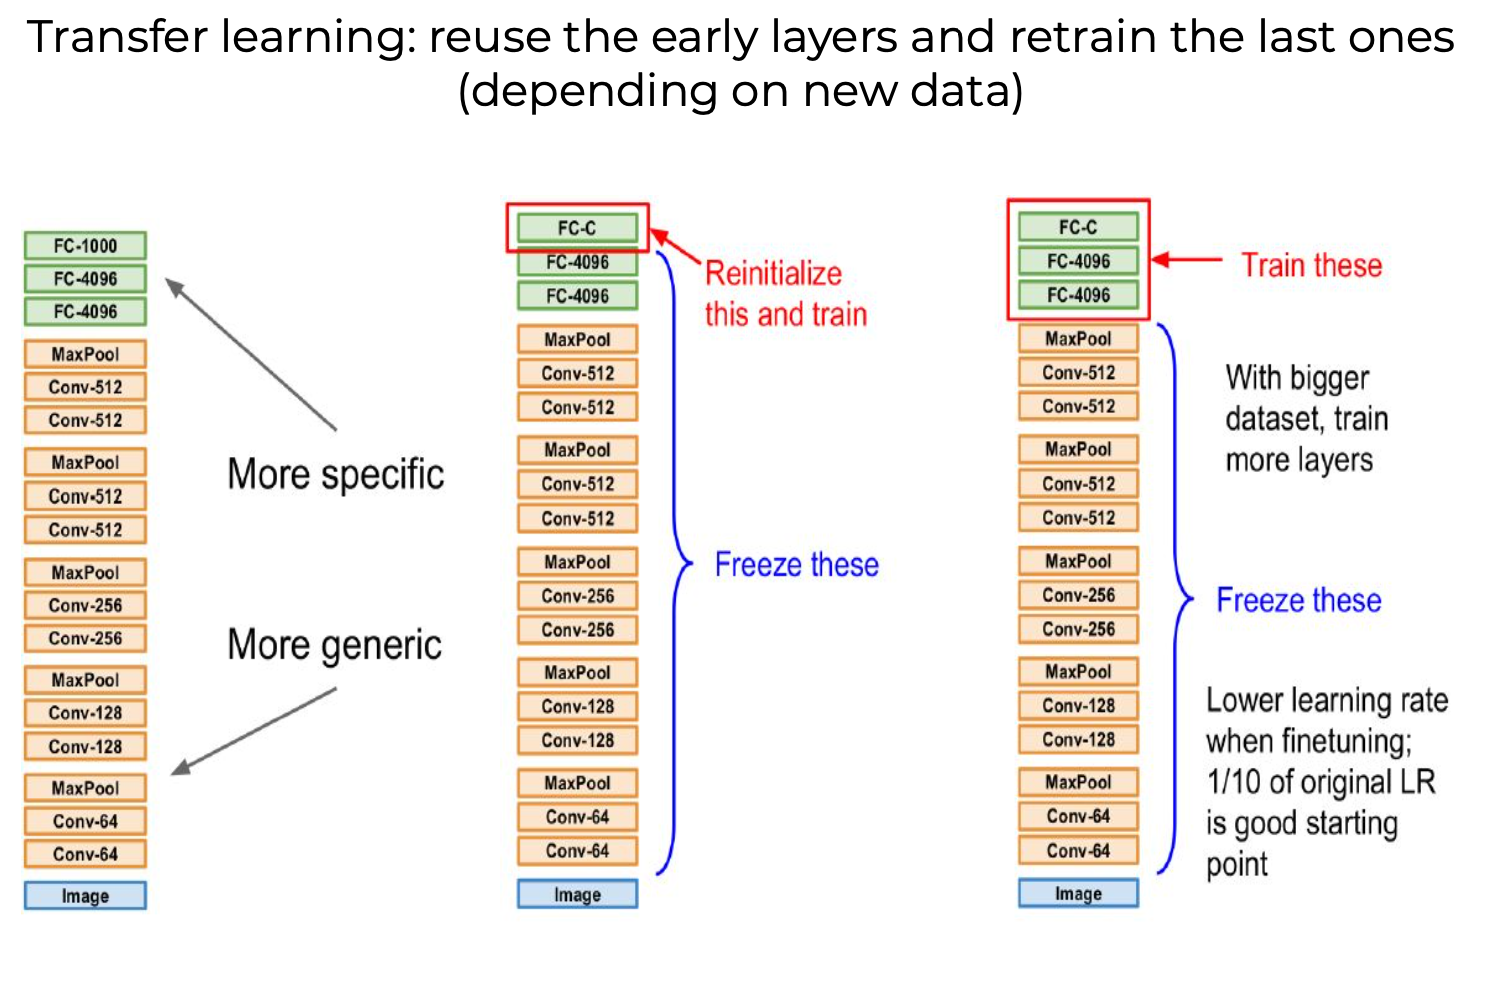 Transfer learning: reuse the early layers and retrain the last ones
(depending on new data)
FC-1000
FC-4096
FC-4096
MaxPool
Conv-512
Conv-512
MaxPool
Conv-512
Conv-512
MaxPool
Conv-256
Conv-256
MaxPool
Conv-128
Conv-128
MaxPool
Conv-64
Conv-64
Image
More specific
More generic
FC-C
FC-4096
FC-4096
MaxPool
Conv-512
Conv-512
MaxPool
Conv-512
Conv-512
MaxPool
Conv-256
Conv-256
MaxPool
Conv-128
Conv-128
MaxPool
Conv-64
Conv-64
Image
Reinitialize
this and train
Freeze these
FC-C
FC-4096
FC-4096
MaxPool
Conv-512
Conv-512
MaxPool
Conv-512
Conv-512
MaxPool
Conv-256
Conv-256
MaxPool
Conv-128
Conv-128
MaxPool
Conv-64
Conv-64
Image
Train these
With bigger
dataset, train
more layers
Freeze these
Lower learning rate
when finetuning;
1/10 of original LR
is good starting
point